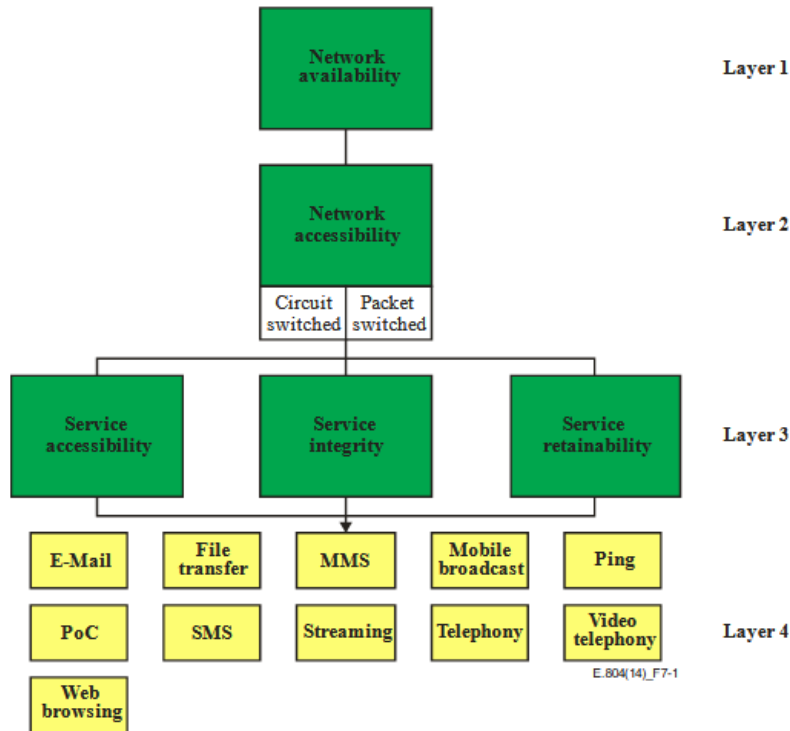 Network
availability
Layer 1
Network
accessibility
Layer 2
Circuit
switched
Packet
switched
Service
accessibility
Service
integrity
Service
retainability
Layer 3
E-Mail
File
transfer
MMS
Mobile
broadcast
Ping
PoC
SMS
Streaming
Telephony
Video
telephony
Layer 4
E.804(14)_F7-1
Web
browsing